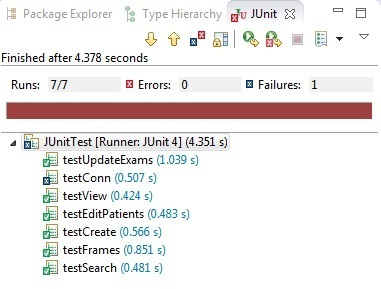 Package Explorer Type Hierarchy JUnit
Finished after 4.378 seconds
Runs: 7/7 Errors: 0 Failures: 1
JUnitTest [Runner: JUnit 4] (4.351 s)
testUpdateExams (1.039 s)
testConn (0.507 s)
testView (0.424 s)
testEditPatients (0.483 s)
testCreate (0.566 s)
testFrames (0.851 s)
testSearch (0.481 s)